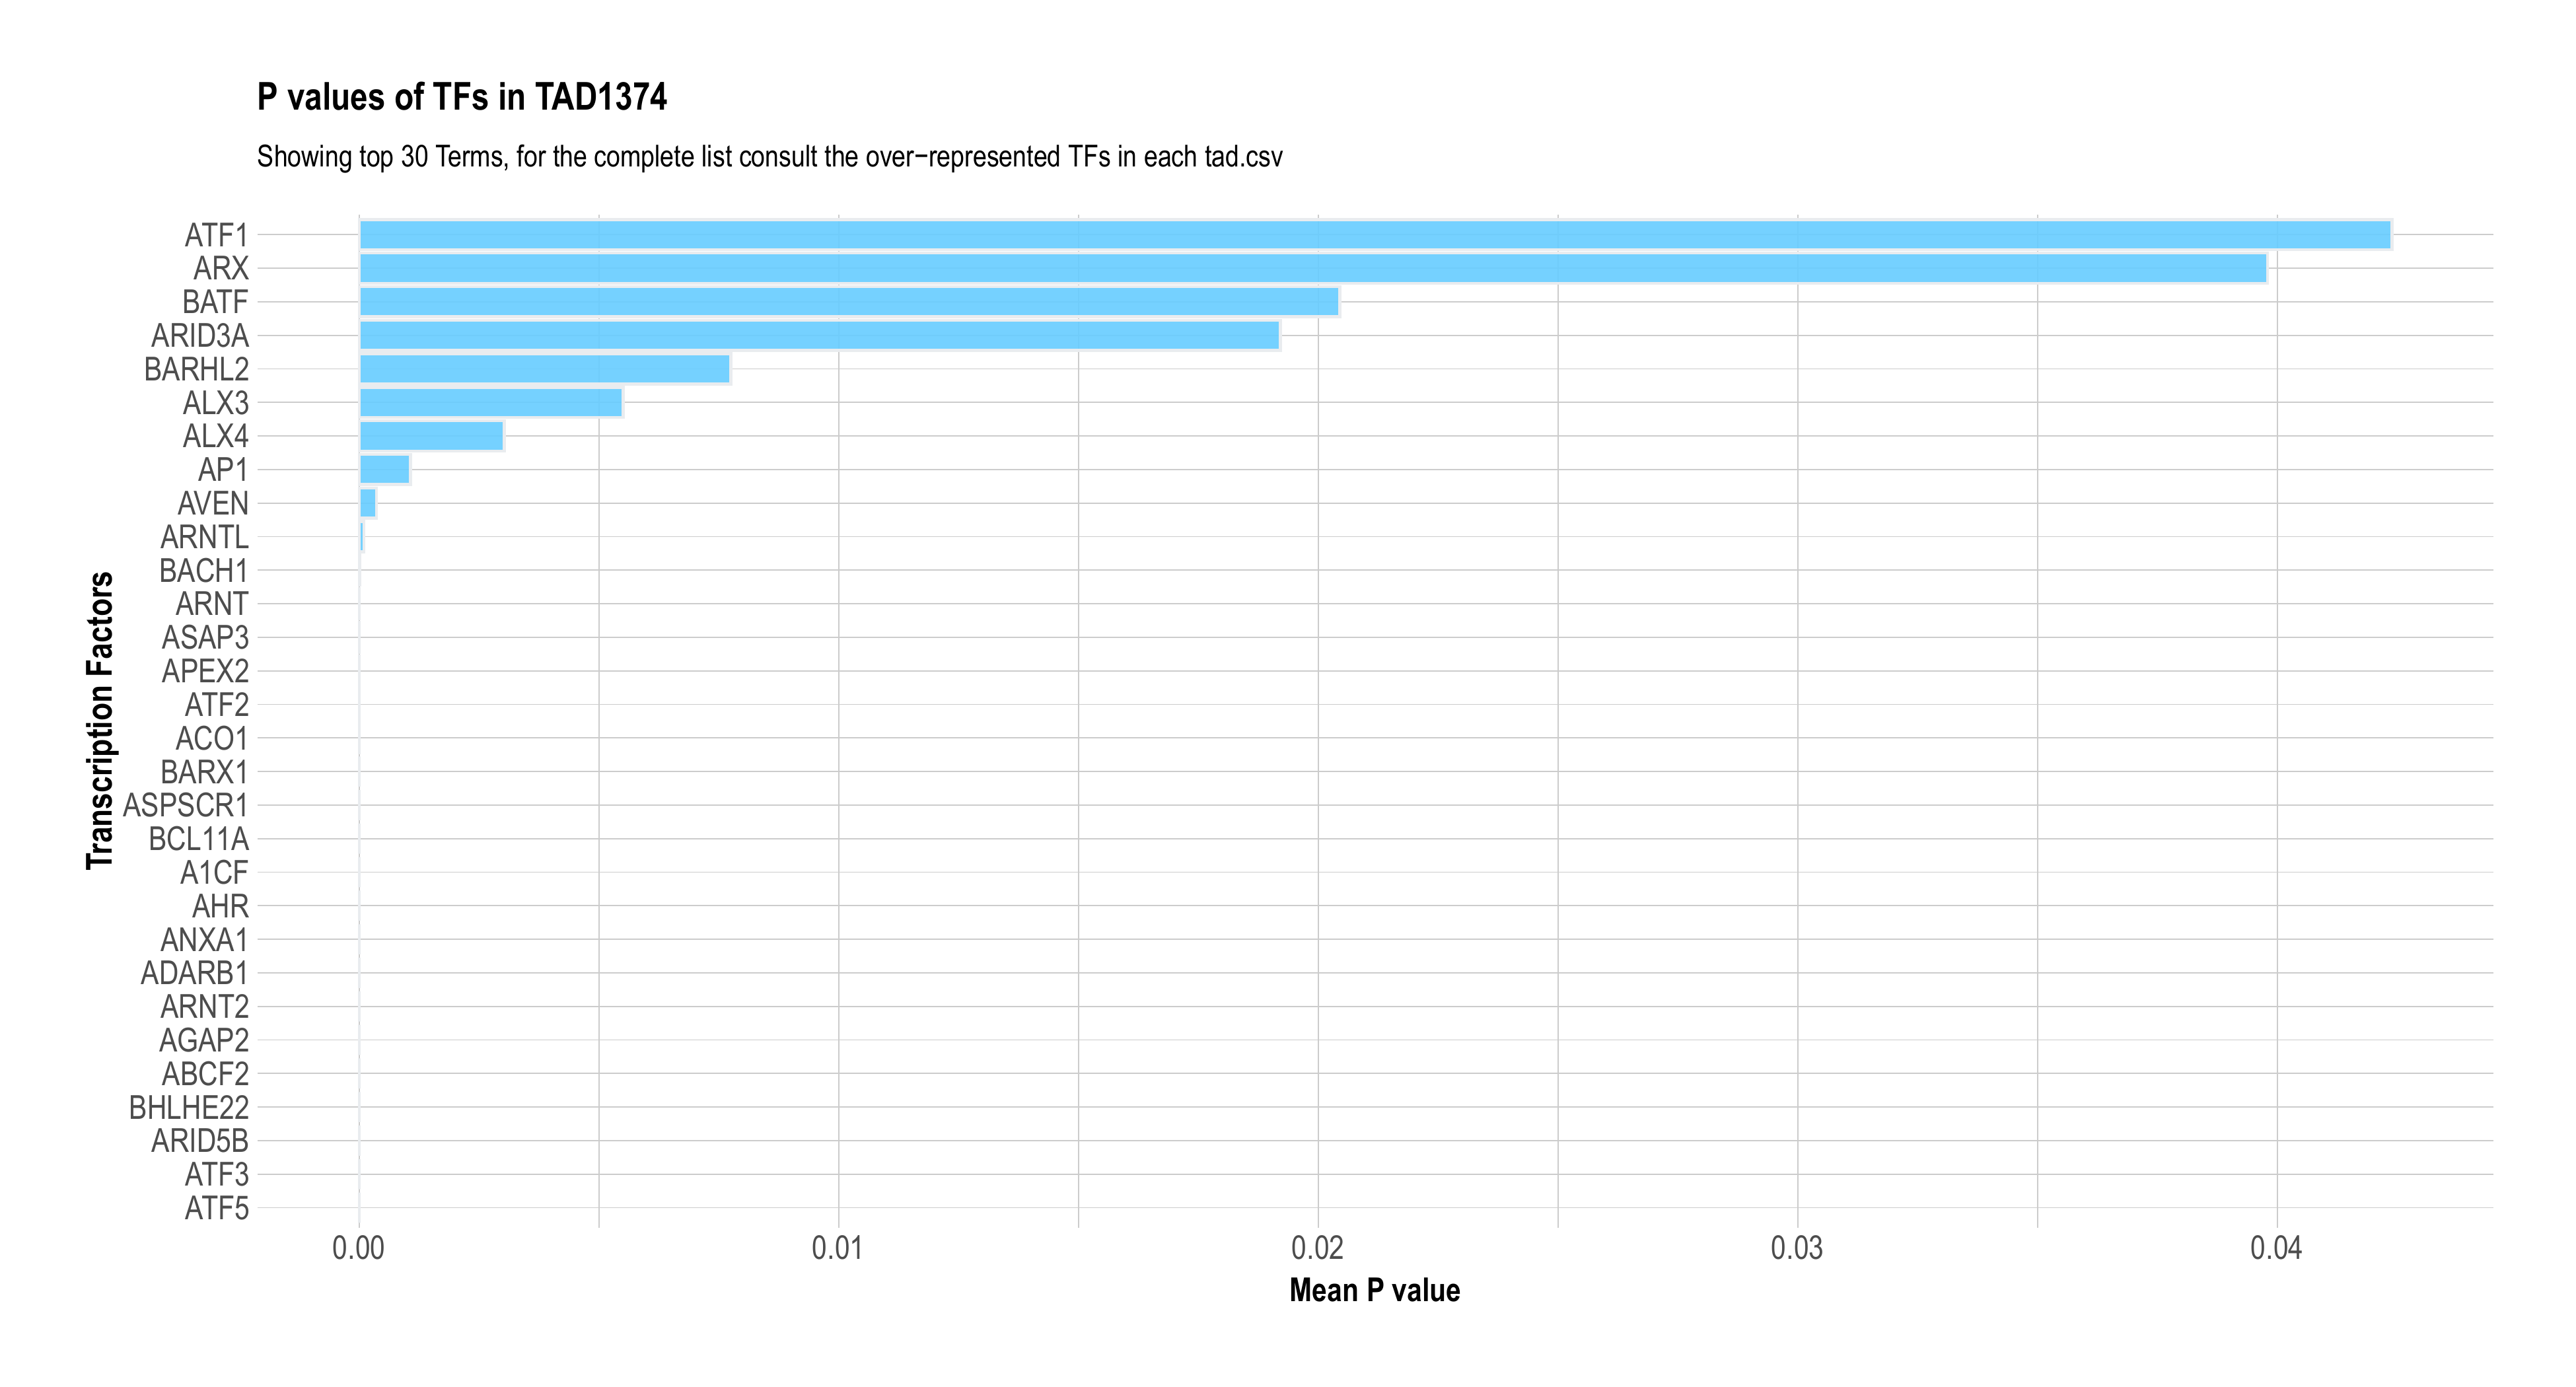 P values of TFs in TAD1374
Showing top 30 Terms, for the complete list consult the over−represented TFs in each tad.csv
Transcription Factors
ATF1
ARX
BATF
ARID3A
BARHL2
ALX3
ALX4
AP1
AVEN
ARNTL
BACH1
ARNT
ASAP3
APEX2
ATF2
ACO1
BARX1
ASPSCR1
BCL11A
A1CF
AHR
ANXA1
ADARB1
ARNT2
AGAP2
ABCF2
BHLHE22
ARID5B
ATF3
ATF5
0.00 0.01 0.02 0.03 0.04
Mean P value